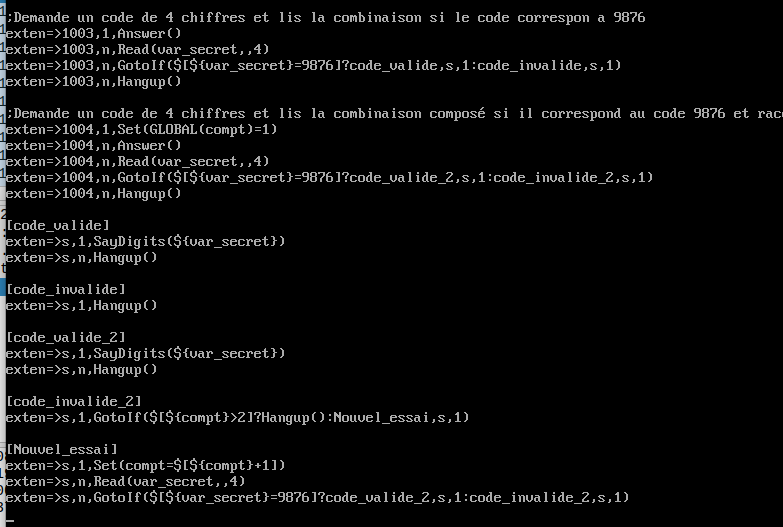 ;Demande un code de 4 chiffres et lis la combinaison si le code correspon a 9876
exten=>1003,1,Answer()
exten=>1003,n,Read(var_secret,,4)
exten=>1003,n,GotoIf($[${var_secret}=9876]?code_valide,s,1:code_invalide,s,1)
exten=>1003,n,Hangup()
;Demande un code de 4 chiffres et lis la combinaison composé si il correspond au code 9876 et racc
exten=>1004,1,Set(GLOBAL(compt)=1)
exten=>1004,n,Answer()
exten=>1004,n,Read(var_secret,,4)
exten=>1004,n,GotoIf($[${var_secret}=9876]?code_valide_2,s,1:code_invalide_2,s,1)
exten=>1004,n,Hangup()
[code_valide]
exten=>s,1,SayDigits(${var_secret})
exten=>s,n,Hangup()
[code_invalide]
exten=>s,1,Hangup()
[code_valide_2]
exten=>s,1,SayDigits(${var_secret})
exten=>s,n,Hangup()
[code_invalide_2]
exten=>s,1,GotoIf($[${compt}>2]?Hangup():Nouvel_essai,s,1)
[Nouvel_essai]
exten=>s,1,Set(compt=$[${compt}+1])
exten=>s,n,Read(var_secret,,4)
exten=>s,n,GotoIf($[${var_secret}=9876]?code_valide_2,s,1:code_invalide_2,s,1)